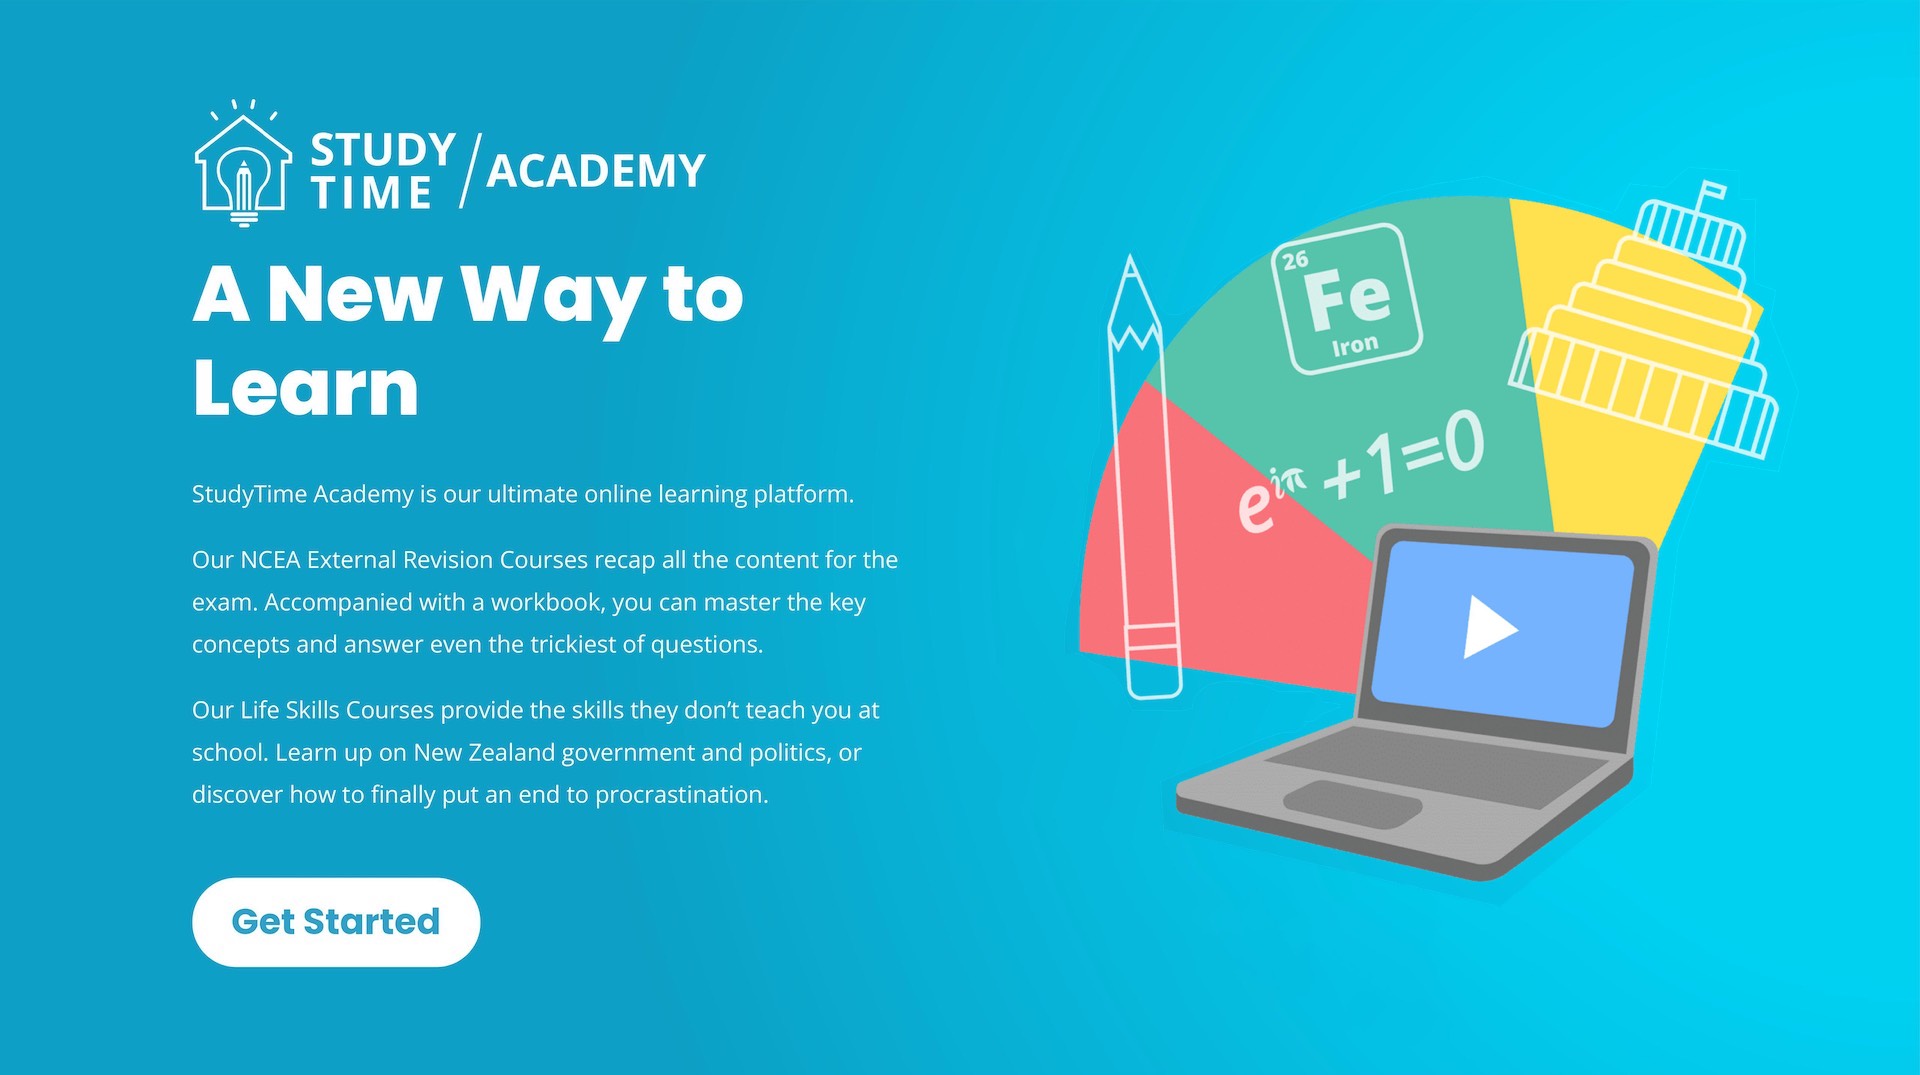 STUDY
TIME
/ACADEMY
A New Way to
Learn
StudyTime Academy is our ultimate online learning platform.
Our NCEA External Revision Courses recap all the content for the
exam. Accompanied with a workbook, you can master the key
concepts and answer even the trickiest of questions.
Our Life Skills Courses provide the skills they don’t teach you at
school. Learn up on New Zealand government and politics, or
discover how to finally put an end to procrastination.
Get Started
26
Fe
Iron
e^{iπ} +1=0